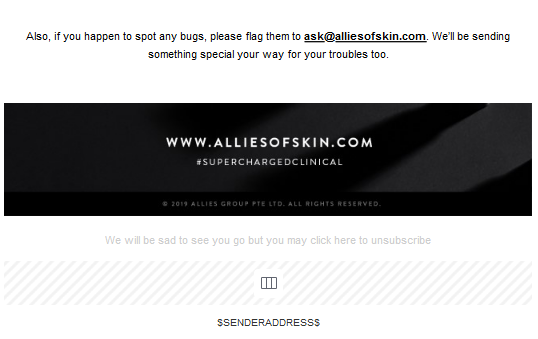 Also, if you happen to spot any bugs, please flag them to ask@alliesofskin.com. We'll be sending
something special your way for your troubles too.
WWW.ALLIESOFSKIN.COM
#SUPERCHARGEDCLINICAL
© 2019 ALLIES GROUP PTE LTD. ALL RIGHTS RESERVED.
We will be sad to see you go but you may click here to unsubscribe
$SENDERADDRESS$